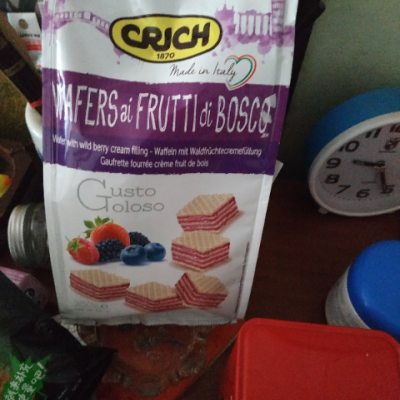 CRICH
1870
Made in Italy
WAFERS ai FRUTTI di BOSCO
Wafer with wild berry cream filling - Waffeln mit Waldfrüchtecremefüllung
Gaufrette fourrée crème fruit de bois
Gusto
Goloso